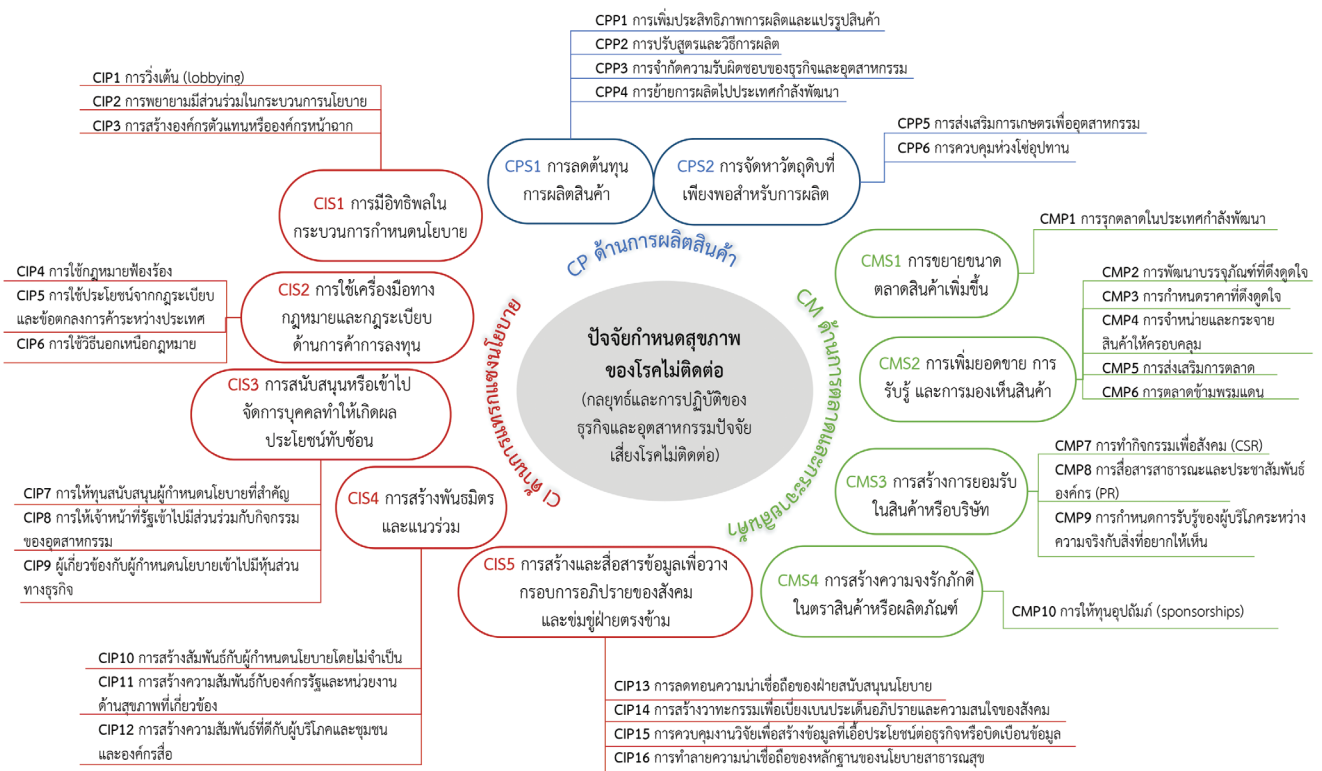 CPP1 การเพิ่มประสิทธิภาพการผลิตและแปรรูปสินค้า
CPP2 การปรับสูตรและวิธีการผลิต
CPP3 การจำกัดความรับผิดชอบของธุรกิจและอุตสาหกรรม
CPP4 การย้ายการผลิตไปประเทศกำลังพัฒนา
CPS1 การลดต้นทุน
การผลิตสินค้า
CPS2 การจัดหาวัตถุดิบที่
เพียงพอสำหรับการผลิต
CPP5 การส่งเสริมการเกษตรเพื่ออุตสาหกรรม
CPP6 การควบคุมห่วงโซ่อุปทาน
CP ด้านการผลิตสินค้า
CIP1 การวิ่งเต้น (lobbying)
CIP2 การพยายามมีส่วนร่วมในกระบวนการนโยบาย
CIP3 การสร้างองค์กรตัวแทนหรือองค์กรหน้าฉาก
CIS1 การมีอิทธิพลใน
กระบวนการกำหนดนโยบาย
CIP4 การใช้กฎหมายฟ้องร้อง
CIP5 การใช้ประโยชน์จากกฎระเบียบ
และข้อตกลงการค้าระหว่างประเทศ
CIP6 การใช้วิธีนอกเหนือกฎหมาย
CIS2 การใช้เครื่องมือทาง
กฎหมายและกฎระเบียบ
ด้านการค้าการลงทุน
CIS3 การสนับสนุนหรือเข้าไป
จัดการบุคคลทำให้เกิดผล
ประโยชน์ทับซ้อน
CIP7 การให้ทุนสนับสนุนผู้กำหนดนโยบายที่สำคัญ
CIP8 การให้เจ้าหน้าที่รัฐเข้าไปมีส่วนร่วมกับกิจกรรม
ของอุตสาหกรรม
CIP9 ผู้เกี่ยวข้องกับผู้กำหนดนโยบายเข้าไปมีหุ้นส่วน
ทางธุรกิจ
CIS4 การสร้างพันธมิตร
และแนวร่วม
CIP10 การสร้างสัมพันธ์กับผู้กำหนดนโยบายโดยไม่จำเป็น
CIP11 การสร้างความสัมพันธ์กับองค์กรรัฐและหน่วยงาน
ด้านสุขภาพที่เกี่ยวข้อง
CIP12 การสร้างความสัมพันธ์ที่ดีกับผู้บริโภคและชุมชน
และองค์กรสื่อ
CIS5 การสร้างและสื่อสารข้อมูลเพื่อวาง
กรอบการอภิปรายของสังคม
และข่มขู่ฝ่ายตรงข้าม
CIP13 การลดทอนความน่าเชื่อถือของฝ่ายสนับสนุนนโยบาย
CIP14 การสร้างวาทะกรรมเพื่อเบี่ยงเบนประเด็นอภิปรายและความสนใจของสังคม
CIP15 การควบคุมงานวิจัยเพื่อสร้างข้อมูลที่เอื้อประโยชน์ต่อธุรกิจหรือบิดเบือนข้อมูล
CIP16 การทำลายความน่าเชื่อถือของหลักฐานของนโยบายสาธารณสุข
CI ด้านการแทรกแซงนโยบาย
ปัจจัยกำหนดสุขภาพ
ของโรคไม่ติดต่อ
(กลยุทธ์และการปฏิบัติของ
ธุรกิจและอุตสาหกรรมปัจจัย
เสี่ยงโรคไม่ติดต่อ)
CM ด้านการตลาดและกระจายสินค้า
CMS1 การขยายขนาด
ตลาดสินค้าเพิ่มขึ้น
CMP1 การรุกตลาดในประเทศกำลังพัฒนา
CMS2 การเพิ่มยอดขาย การ
รับรู้ และการมองเห็นสินค้า
CMP2 การพัฒนาบรรจุภัณฑ์ที่ดึงดูดใจ
CMP3 การกำหนดราคาที่ดึงดูใจ
CMP4 การจำหน่ายและกระจาย
สินค้าให้ครอบคลุม
CMP5 การส่งเสริมการตลาด
CMP6 การตลาดข้ามพรมแดน
CMS3 การสร้างการยอมรับ
ในสินค้าหรือบริษัท
CMP7 การทำกิจกรรมเพื่อสังคม (CSR)
CMP8 การสื่อสารสาธารณะและประชาสัมพันธ์
องค์กร (PR)
CMP9 การกำหนดการรับรู้ของผู้บริโภคระหว่าง
ความจริงกับสิ่งที่อยากให้เห็น
CMS4 การสร้างความจงรักภักดี
ในตราสินค้าหรือผลิตภัณฑ์
CMP10 การให้ทุนอุปถัมภ์ (sponsorships)